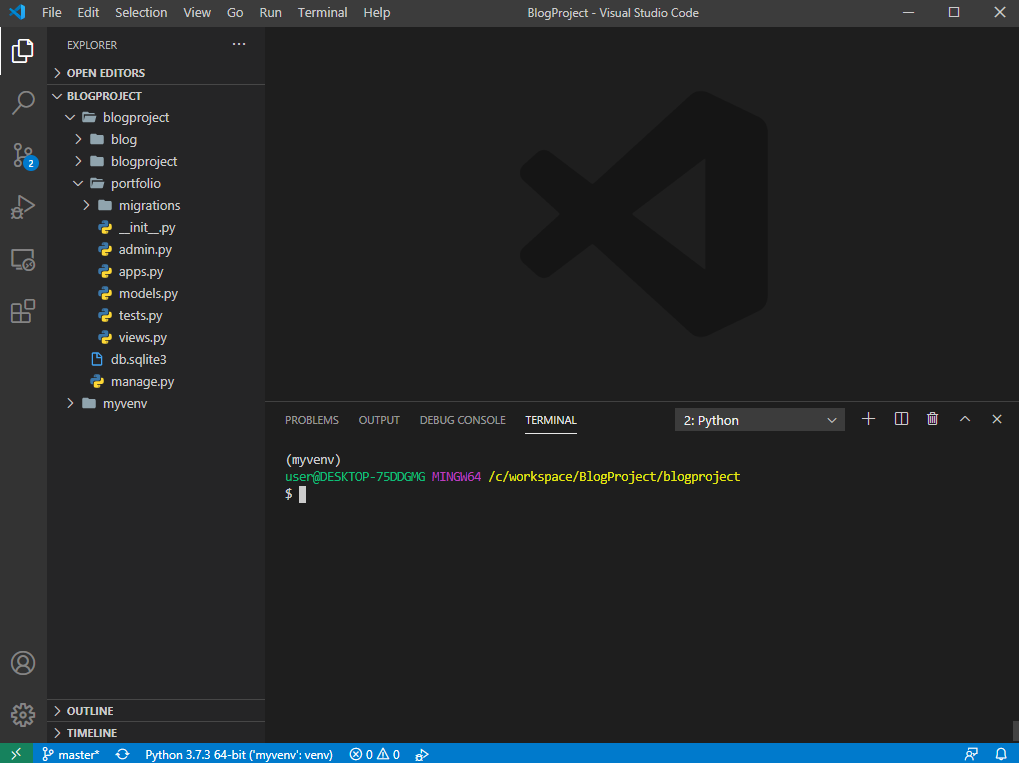 File Edit Selection View Go Run Terminal Help BlogProject - Visual Studio Code
EXPLORER ...
OPEN EDITORS
BLOGPROJECT
blogproject
blog
blogproject
portfolio
migrations
__init__.py
admin.py
apps.py
models.py
tests.py
views.py
db.sqlite3
manage.py
myvenv
OUTLINE
TIMELINE
2
PROBLEMS OUTPUT DEBUG CONSOLE TERMINAL 2: Python
(myvenv)
user@DESKTOP-75DDGMG MINGW64 /c/workspace/BlogProject/blogproject
$
master* Python 3.7.3 64-bit ('myvenv': venv) 0 0